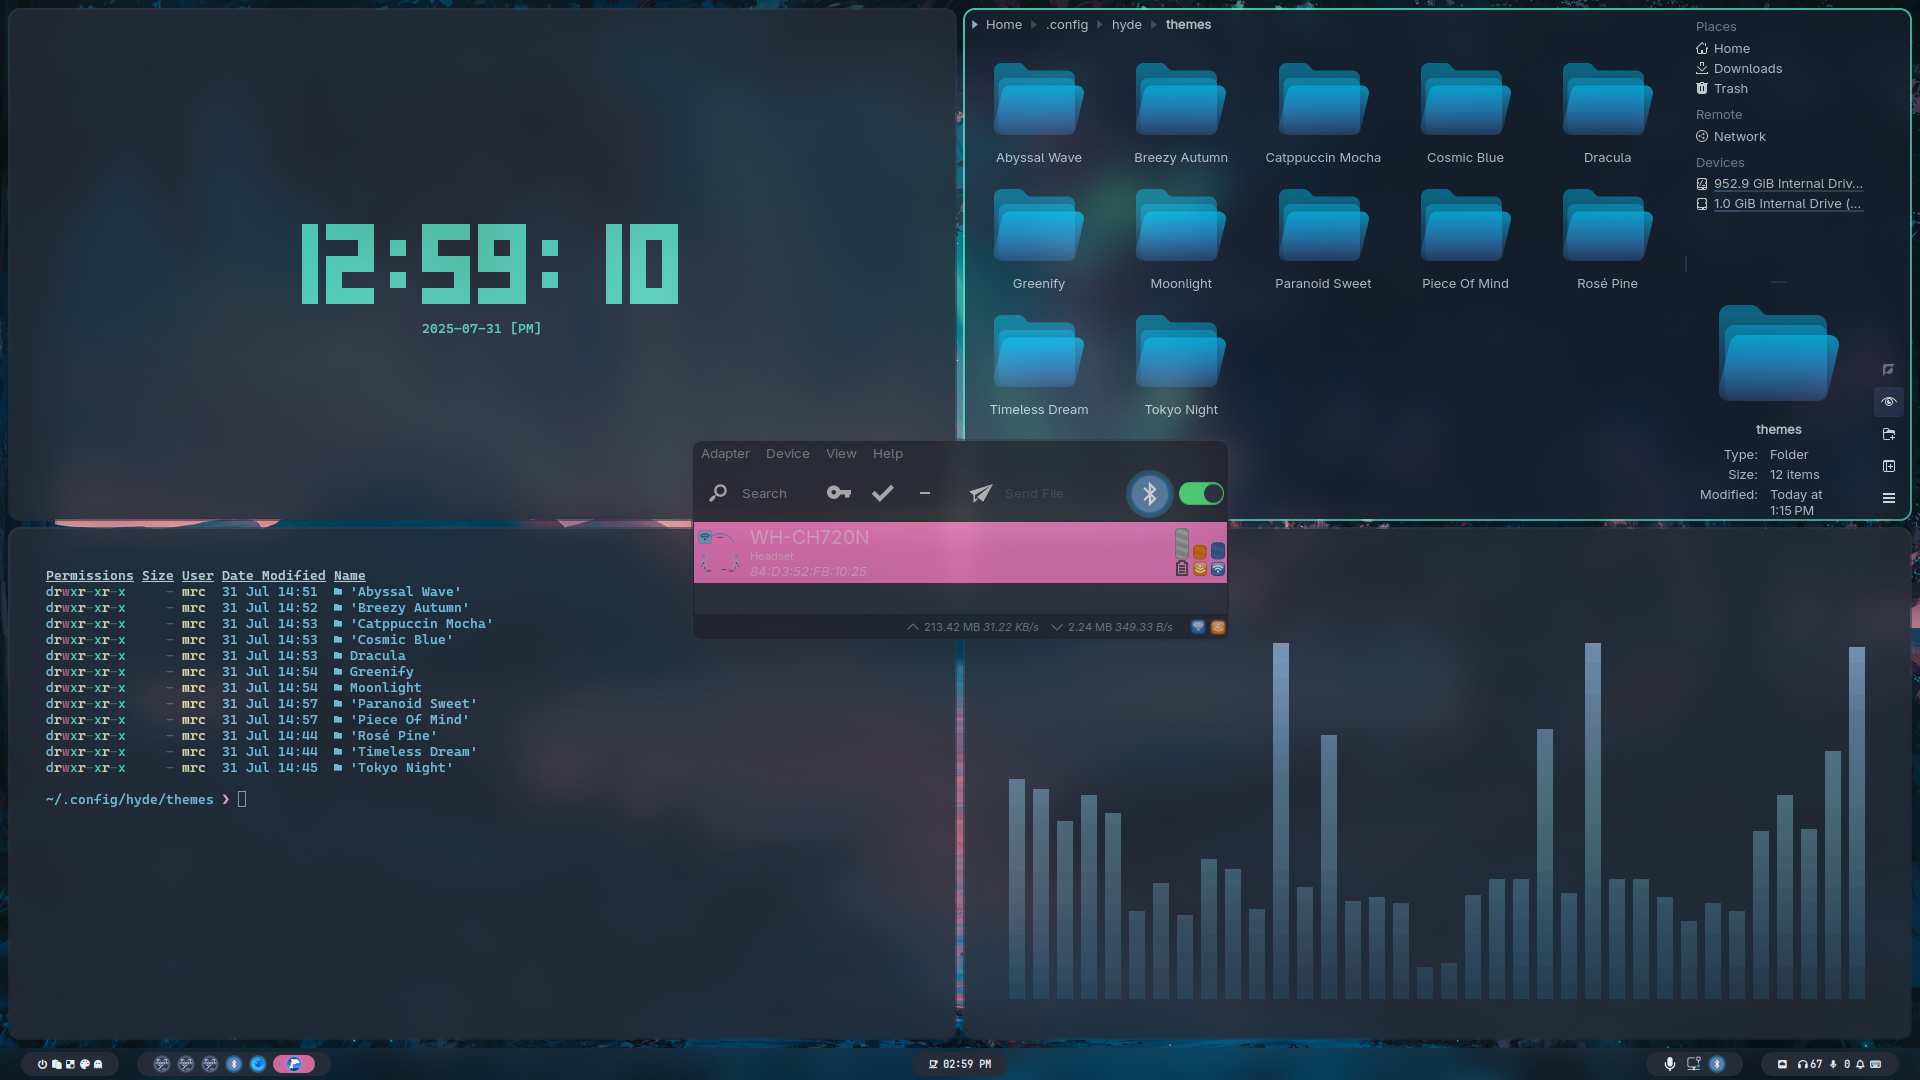 12:59: 10
2025-07-31 [PM]
Home .config hyde themes
Abyssal Wave Breezy Autumn Catppuccin Mocha Cosmic Blue Dracula
Greenify Moonlight Paranoid Sweet Piece Of Mind Rosé Pine
Timeless Dream Tokyo Night
Places
Home
Downloads
Trash
Remote
Network
Devices
952.9 GiB Internal Driv...
1.0 GiB Internal Drive (...
themes
Type: Folder
Size: 12 items
Modified: Today at
1:15 PM
Adapter Device View Help
Search Send File
WH-CH720N
Headset
84:D3:52:FB:10:25
213.42 MB 31.22 KB/s 2.24 MB 349.33 B/s
Permissions Size User Date Modified Name
drwxr-xr-x - mrc 31 Jul 14:51 'Abyssal Wave'
drwxr-xr-x - mrc 31 Jul 14:52 'Breezy Autumn'
drwxr-xr-x - mrc 31 Jul 14:53 'Catppuccin Mocha'
drwxr-xr-x - mrc 31 Jul 14:53 'Cosmic Blue'
drwxr-xr-x - mrc 31 Jul 14:53 Dracula
drwxr-xr-x - mrc 31 Jul 14:54 Greenify
drwxr-xr-x - mrc 31 Jul 14:54 Moonlight
drwxr-xr-x - mrc 31 Jul 14:57 'Paranoid Sweet'
drwxr-xr-x - mrc 31 Jul 14:57 'Piece Of Mind'
drwxr-xr-x - mrc 31 Jul 14:44 'Rosé Pine'
drwxr-xr-x - mrc 31 Jul 14:44 'Timeless Dream'
drwxr-xr-x - mrc 31 Jul 14:45 'Tokyo Night'
~/.config/hyde/themes ❯
02:59 PM
67 0